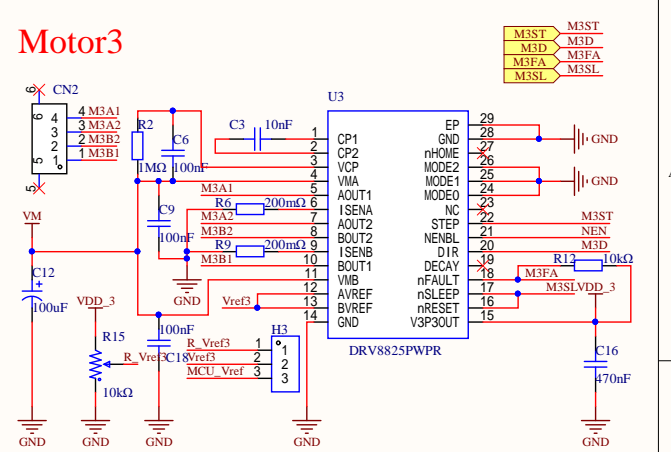 Motor3
M3ST M3ST
M3D M3D
M3FA M3FA
M3SL M3SL
6 CN2
4 4 M3A1
3 3 M3A2
2 2 M3B2
1 1 M3B1
6
5
5
R2
1MΩ
C6
100nF
C3 10nF
C9
100nF
M3A1
R6 200mΩ
M3A2
M3B2
R9 200mΩ
M3B1
GND
U3
1 CP1
2 CP2
3 VCP
4 VMA
5 AOUT1
6 ISENA
7 AOUT2
8 BOUT2
9 ISENB
10 BOUT1
11 VMB
12 AVREF
13 BVREF
14 GND
EP 29
GND 28
nHOME 27
MODE2 26
MODE1 25
MODE0 24
NC 23
STEP 22
NENBL 21
DIR 20
DECAY 19
nFAULT 18
nSLEEP 17
nRESET 16
V3P3OUT 15
DRV8825PWPR
GND
GND
M3ST
NEN
M3D
R12 10kΩ
M3FA
M3SL VDD_3
C16
470nF
GND
VM
C12
+
100uF
GND
VDD_3
R15
R_Vref3
10kΩ
GND
100nF
C18
GND
Vref3
H3
R_Vref3 1 1
Vref3 2 2
MCU_Vref 3 3
GND